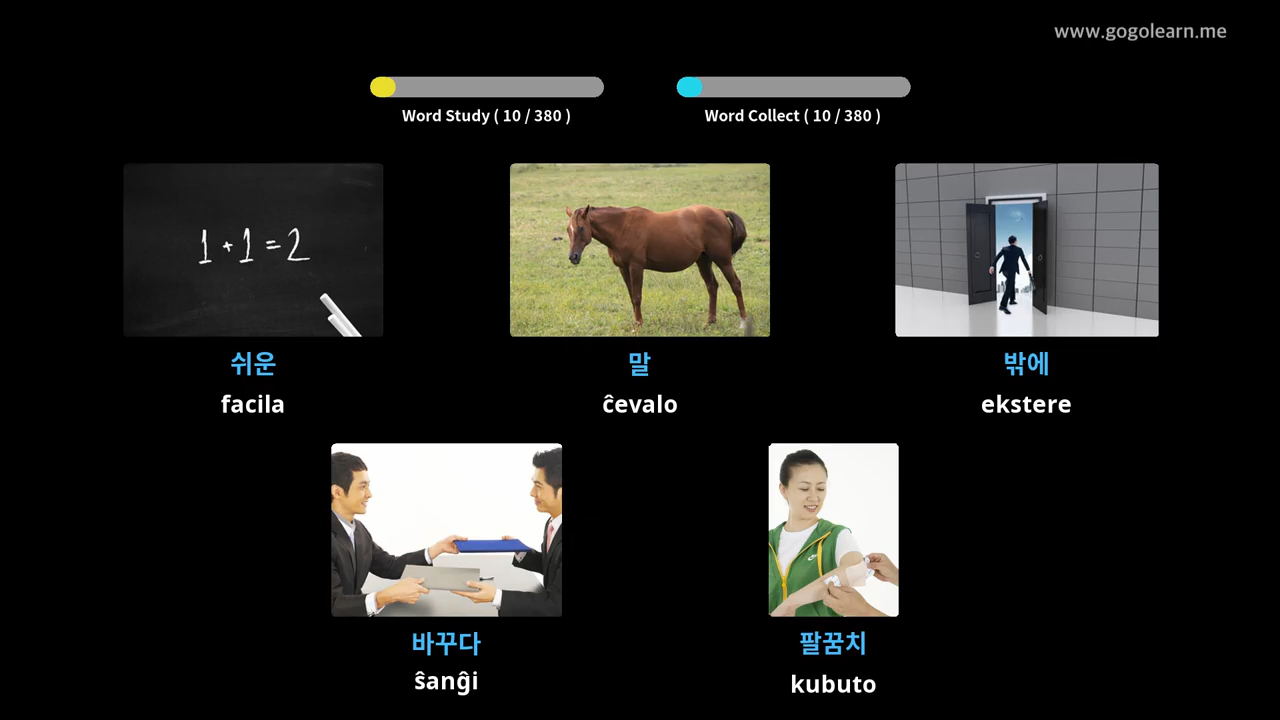 www.gogolearn.me
Word Study ( 10 / 380 )
Word Collect ( 10 / 380 )
1 + 1 = 2
쉬운
facila
말
ĉevalo
밖에
ekstere
바꾸다
ŝanĝi
팔꿈치
kubuto